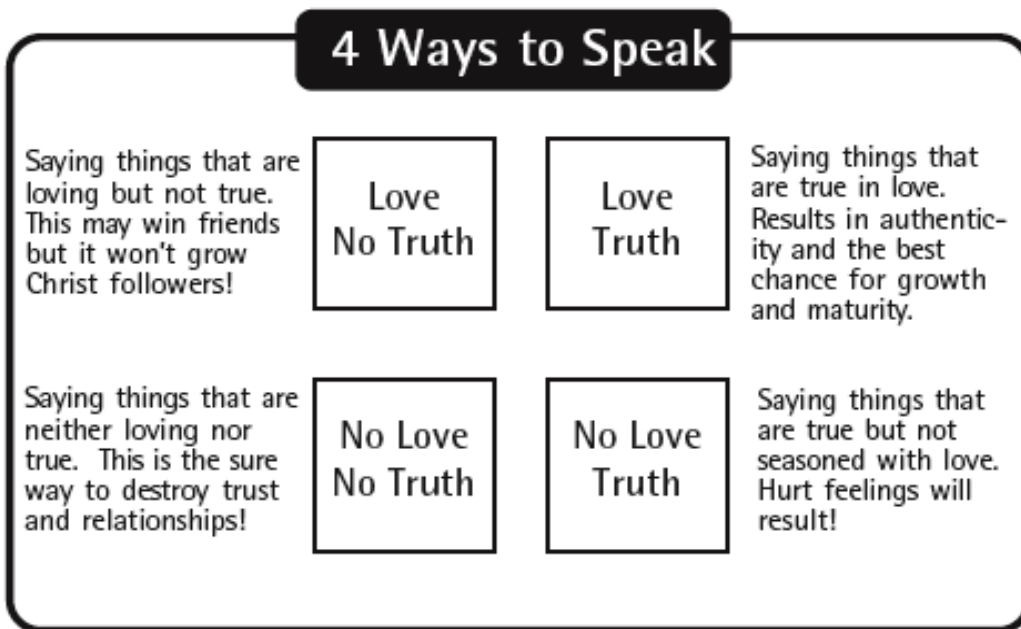 4 Ways to Speak
Saying things that are
loving but not true.
This may win friends
but it won't grow
Christ followers!
Love
No Truth
Love
Truth
Saying things that
are true in love.
Results in authentic-
ity and the best
chance for growth
and maturity.
Saying things that are
neither loving nor
true.  This is the sure
way to destroy trust
and relationships!
No Love
No Truth
No Love
Truth
Saying things that
are true but not
seasoned with love.
Hurt feelings will
result!